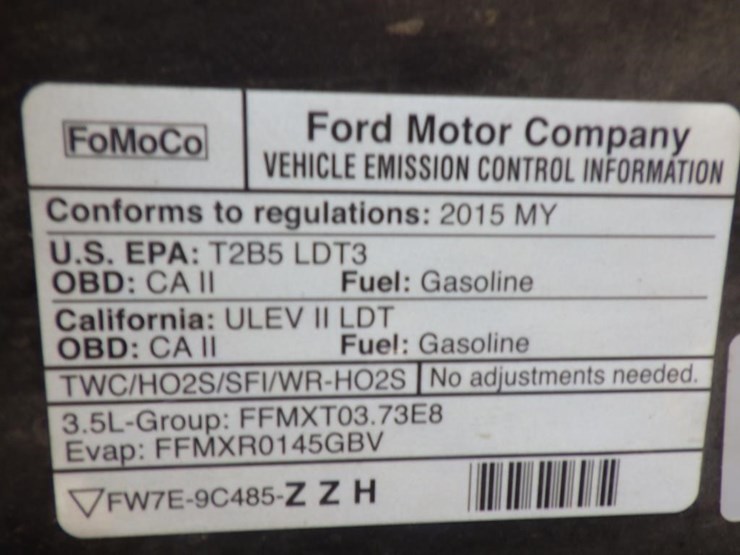 FoMoCo
Ford Motor Company
VEHICLE EMISSION CONTROL INFORMATION
Conforms to regulations: 2015 MY
U.S. EPA: T2B5 LDT3
OBD: CA II Fuel: Gasoline
California: ULEV II LDT
OBD: CA II Fuel: Gasoline
TWC/HO2S/SFI/WR-HO2S No adjustments needed.
3.5L-Group: FFMXT03.73E8
Evap: FFMXR0145GBV
FW7E-9C485-Z Z H